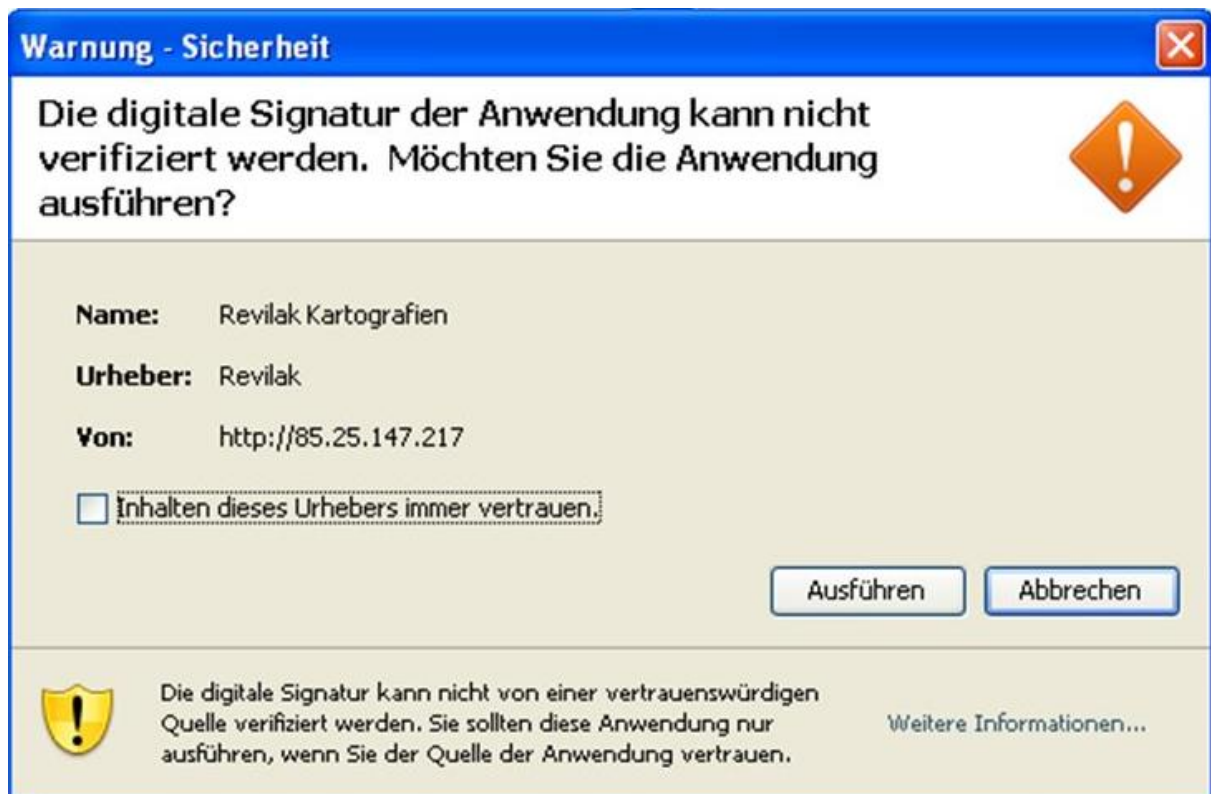 Warnung - Sicherheit
Die digitale Signatur der Anwendung kann nicht
verifiziert werden. Möchten Sie die Anwendung
ausführen?
Name: Revilak Kartografien
Urheber: Revilak
Von: http://85.25.147.217
Inhalten dieses Urhebers immer vertrauen.
Ausführen Abbrechen
Die digitale Signatur kann nicht von einer vertrauenswürdigen
Quelle verifiziert werden. Sie sollten diese Anwendung nur
ausführen, wenn Sie der Quelle der Anwendung vertrauen.
Weitere Informationen...